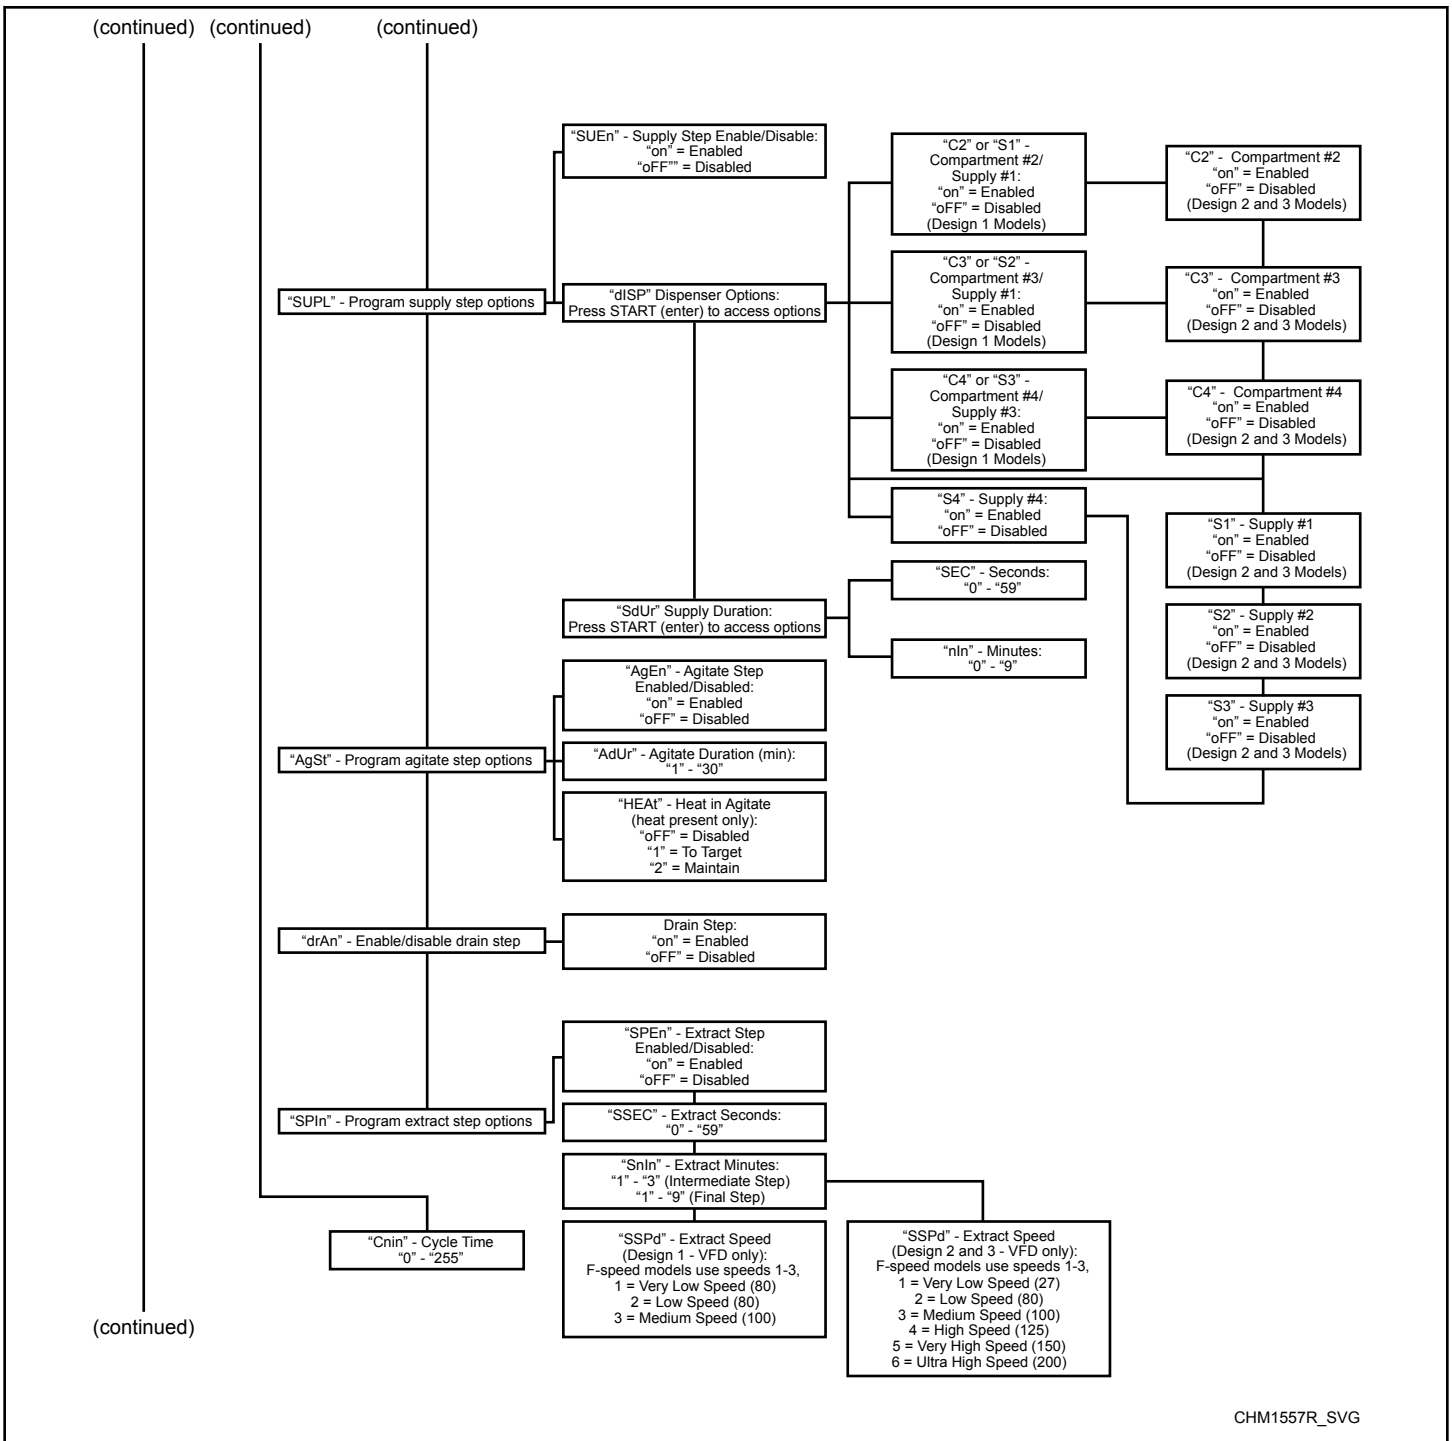 (continued) (continued) (continued)
“SUEn” - Supply Step Enable/Disable:
“on” = Enabled
“oFF”” = Disabled
“C2” or “S1” -
Compartment #2/
Supply #1:
“on” = Enabled
“oFF” = Disabled
(Design 1 Models)
“C2” - Compartment #2
“on” = Enabled
“oFF” = Disabled
(Design 2 and 3 Models)
“SUPL” - Program supply step options
“dISP” Dispenser Options:
Press START (enter) to access options
“C3” or “S2” -
Compartment #3/
Supply #1:
“on” = Enabled
“oFF” = Disabled
(Design 1 Models)
“C3” - Compartment #3
“on” = Enabled
“oFF” = Disabled
(Design 2 and 3 Models)
“C4” or “S3” -
Compartment #4/
Supply #3:
“on” = Enabled
“oFF” = Disabled
(Design 1 Models)
“C4” - Compartment #4
“on” = Enabled
“oFF” = Disabled
(Design 2 and 3 Models)
“S4” - Supply #4:
“on” = Enabled
“oFF” = Disabled
“S1” - Supply #1
“on” = Enabled
“oFF” = Disabled
(Design 2 and 3 Models)
“SdUr” Supply Duration:
Press START (enter) to access options
“SEC” - Seconds:
“0” - “59”
“nIn” - Minutes:
“0” - “9”
“S2” - Supply #2
“on” = Enabled
“oFF” = Disabled
(Design 2 and 3 Models)
“S3” - Supply #3
“on” = Enabled
“oFF” = Disabled
(Design 2 and 3 Models)
“AgEn” - Agitate Step
Enabled/Disabled:
“on” = Enabled
“oFF” = Disabled
“AgSt” - Program agitate step options
“AdUr” - Agitate Duration (min):
“1” - “30”
“HEAt” - Heat in Agitate
(heat present only):
“oFF” = Disabled
“1” = To Target
“2” = Maintain
“drAn” - Enable/disable drain step
Drain Step:
“on” = Enabled
“oFF” = Disabled
“SPEn” - Extract Step
Enabled/Disabled:
“on” = Enabled
“oFF” = Disabled
“SPIn” - Program extract step options
“SSEC” - Extract Seconds:
“0” - “59”
“SnIn” - Extract Minutes:
“1” - “3” (Intermediate Step)
“1” - “9” (Final Step)
“Cnin” - Cycle Time
“0” - “255”
“SSPd” - Extract Speed
(Design 1 - VFD only):
F-speed models use speeds 1-3,
1 = Very Low Speed (80)
2 = Low Speed (80)
3 = Medium Speed (100)
“SSPd” - Extract Speed
(Design 2 and 3 - VFD only):
F-speed models use speeds 1-3,
1 = Very Low Speed (27)
2 = Low Speed (80)
3 = Medium Speed (100)
4 = High Speed (125)
5 = Very High Speed (150)
6 = Ultra High Speed (200)
(continued)
CHM1557R_SVG